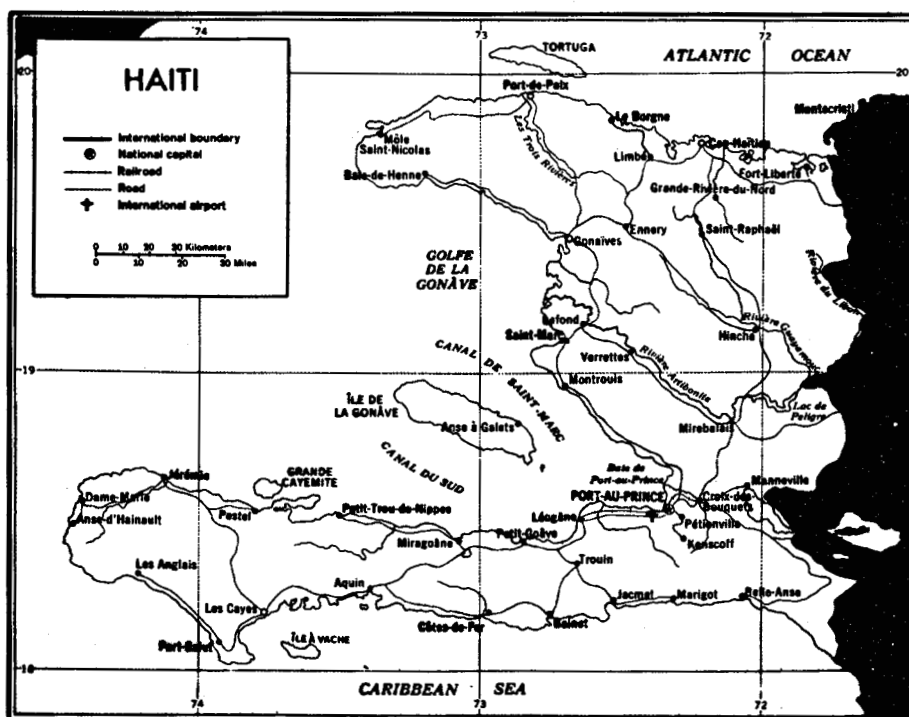 74
73
72
TORTUGA
ATLANTIC OCEAN
20
20
HAITI
International boundary
National capital
Railroad
Road
International airport
0 10 20 30 Kilometers
0 10 20 30 Miles
Port-de-Paix
Le Borgne
Montecristi
Môle
Saint-Nicolas
Les Trois Rivières
Limbé
Cap-Haïtien
Fort-Liberté
Baie-de-Henne
Grande-Rivière-du-Nord
Ennery
Saint-Raphaël
Gonaïves
GOLFE
DE LA
GONÂVE
Lafond
Saint-Marc
Hinche
Verrettes
Rivière Artibonite
CANAL DE SAINT-MARC
19
Montrouis
ÎLE DE
LA GONÂVE
Anse à Galets
Mirebalais
Lac de
Péligre
CANAL DU SUD
Baie de
Port-au-Prince
Jérémie
GRANDE
CAYEMITE
Manneville
Dame-Marie
PORT-AU-PRINCE
Croix-des-
Bouquets
Anse-d'Hainault
Pestel
Petit-Trou-de-Nippes
Léogâne
Pétionville
Miragoâne
Petit-Goâve
Kenscoff
Les Anglais
Trouin
Aquin
Les Cayes
Jacmel
Marigot
Belle-Anse
Côtes-de-Fer
Bainet
Port-Salut
ÎLE À VACHE
18
18
CARIBBEAN SEA
74
73
72